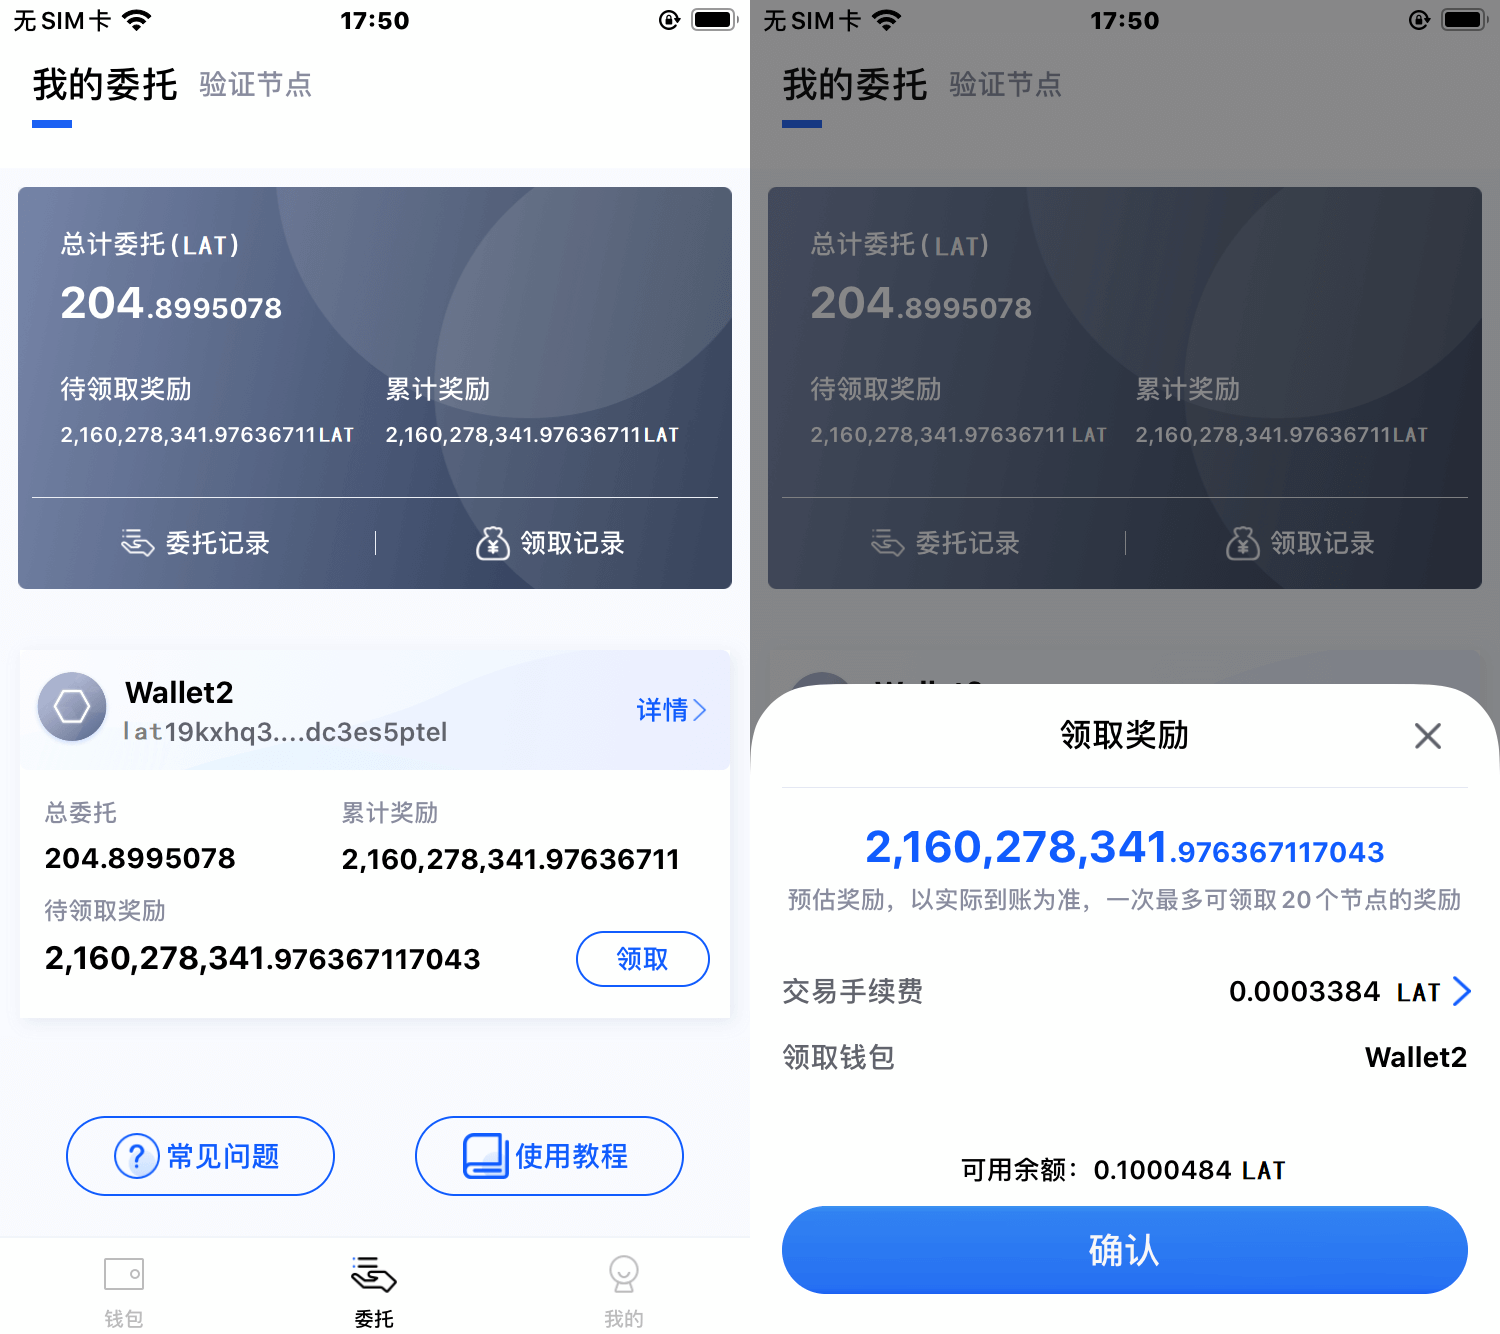 无SIM卡 17:50
我的委托 验证节点
总计委托(LAT)
204.8995078
待领取奖励 累计奖励
2,160,278,341.97636711LAT 2,160,278,341.97636711LAT
委托记录 领取记录
Wallet2
lat19kxhq3....dc3es5ptel
详情
总委托 累计奖励
204.8995078 2,160,278,341.97636711
待领取奖励
2,160,278,341.976367117043 领取
常见问题 使用教程
钱包 委托 我的
无SIM卡 17:50
我的委托 验证节点
总计委托(LAT)
204.8995078
待领取奖励 累计奖励
2,160,278,341.97636711 LAT 2,160,278,341.97636711LAT
委托记录 领取记录
领取奖励
2,160,278,341.976367117043
预估奖励，以实际到账为准，一次最多可领取20个节点的奖励
交易手续费 0.0003384 LAT
领取钱包 Wallet2
可用余额：0.1000484 LAT
确认